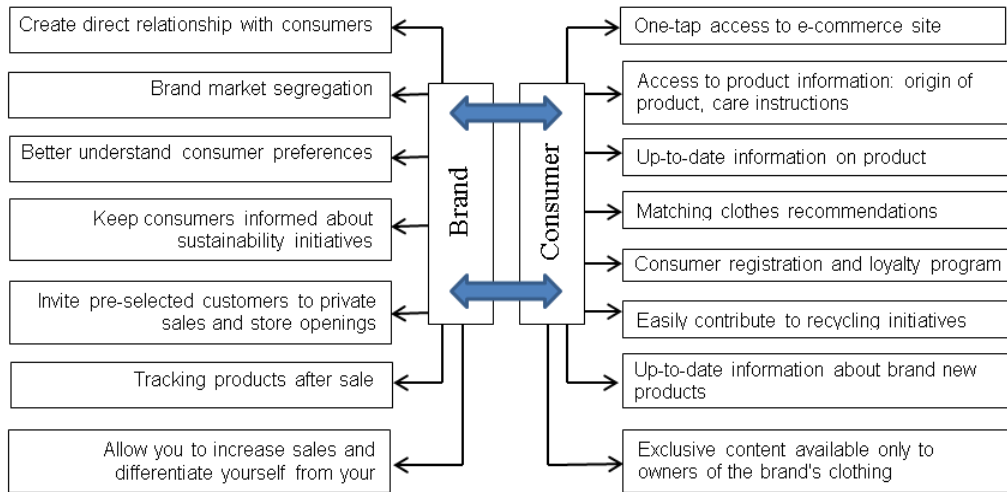 Create direct relationship with consumers
Brand market segregation
Better understand consumer preferences
Keep consumers informed about
sustainability initiatives
Invite pre-selected customers to private
sales and store openings
Tracking products after sale
Allow you to increase sales and
differentiate yourself from your
Brand
Consumer
One-tap access to e-commerce site
Access to product information: origin of
product, care instructions
Up-to-date information on product
Matching clothes recommendations
Consumer registration and loyalty program
Easily contribute to recycling initiatives
Up-to-date information about brand new
products
Exclusive content available only to
owners of the brand's clothing